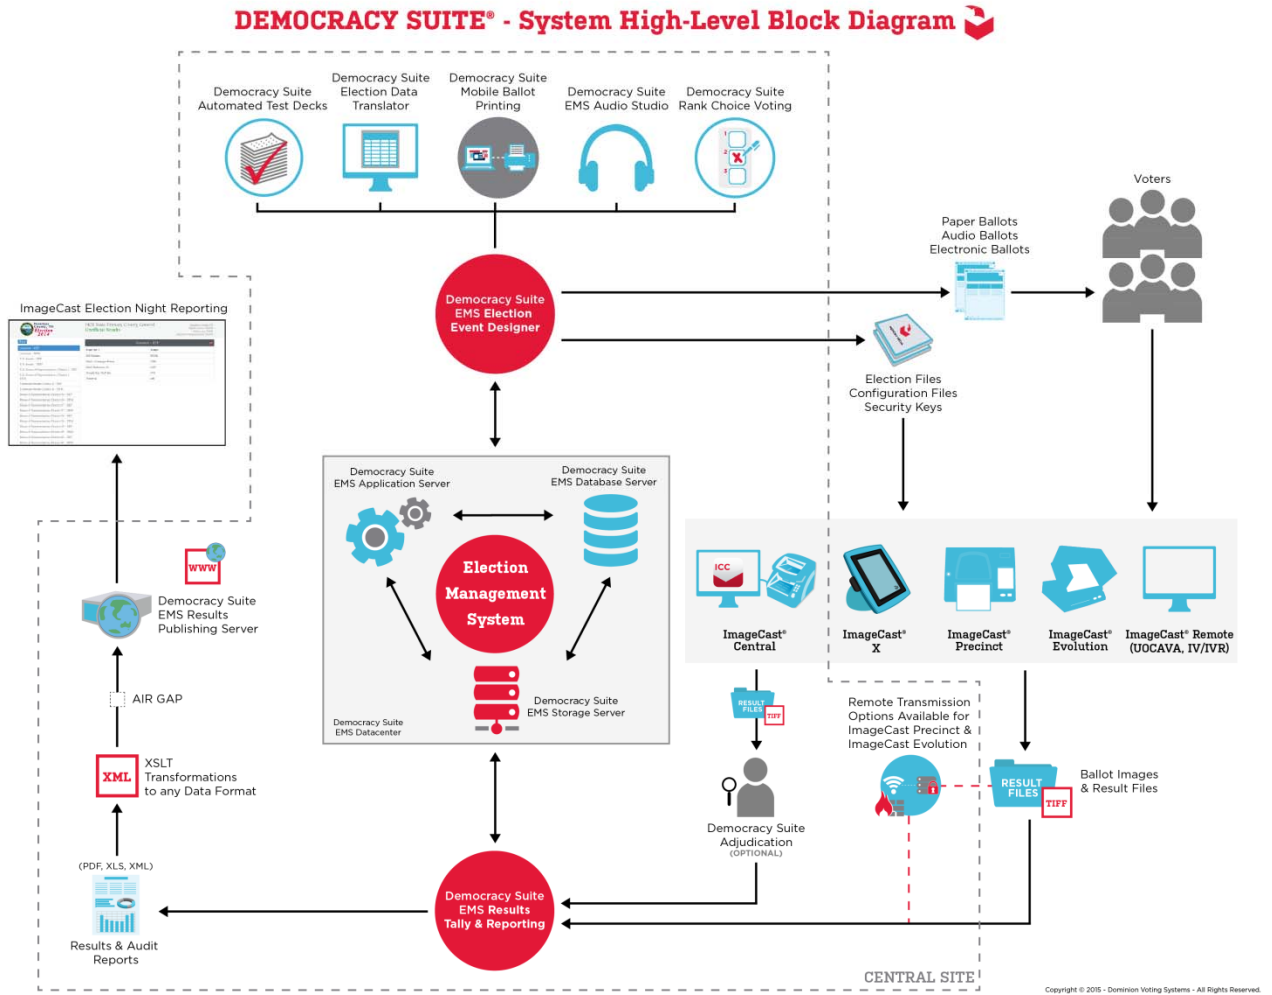 DEMOCRACY SUITE® - System High-Level Block Diagram
Democracy Suite
Automated Test Decks
Democracy Suite
Election Data
Translator
Democracy Suite
Mobile Ballot
Printing
Democracy Suite
EMS Audio Studio
Democracy Suite
Rank Choice Voting
1
2
3
Voters
Paper Ballots
Audio Ballots
Electronic Ballots
Democracy Suite
EMS Election
Event Designer
ImageCast Election Night Reporting
Election Files
Configuration Files
Security Keys
Democracy Suite
EMS Application Server
Democracy Suite
EMS Database Server
Election
Management
System
Democracy Suite
EMS Storage Server
Democracy Suite
EMS Datacenter
ICC
ImageCast®
Central
ImageCast®
X
ImageCast®
Precinct
ImageCast®
Evolution
ImageCast® Remote
(UOCAVA, IV/IVR)
WWW
Democracy Suite
EMS Results
Publishing Server
AIR GAP
XML
XSLT
Transformations
to any Data Format
(PDF, XLS, XML)
Results & Audit
Reports
RESULT
FILES
TIFF
Democracy Suite
Adjudication
(OPTIONAL)
Remote Transmission
Options Available for
ImageCast Precinct &
ImageCast Evolution
RESULT
FILES
TIFF
Ballot Images
& Result Files
Democracy Suite
EMS Results
Tally & Reporting
CENTRAL SITE
Copyright © 2015 - Dominion Voting Systems - All Rights Reserved.